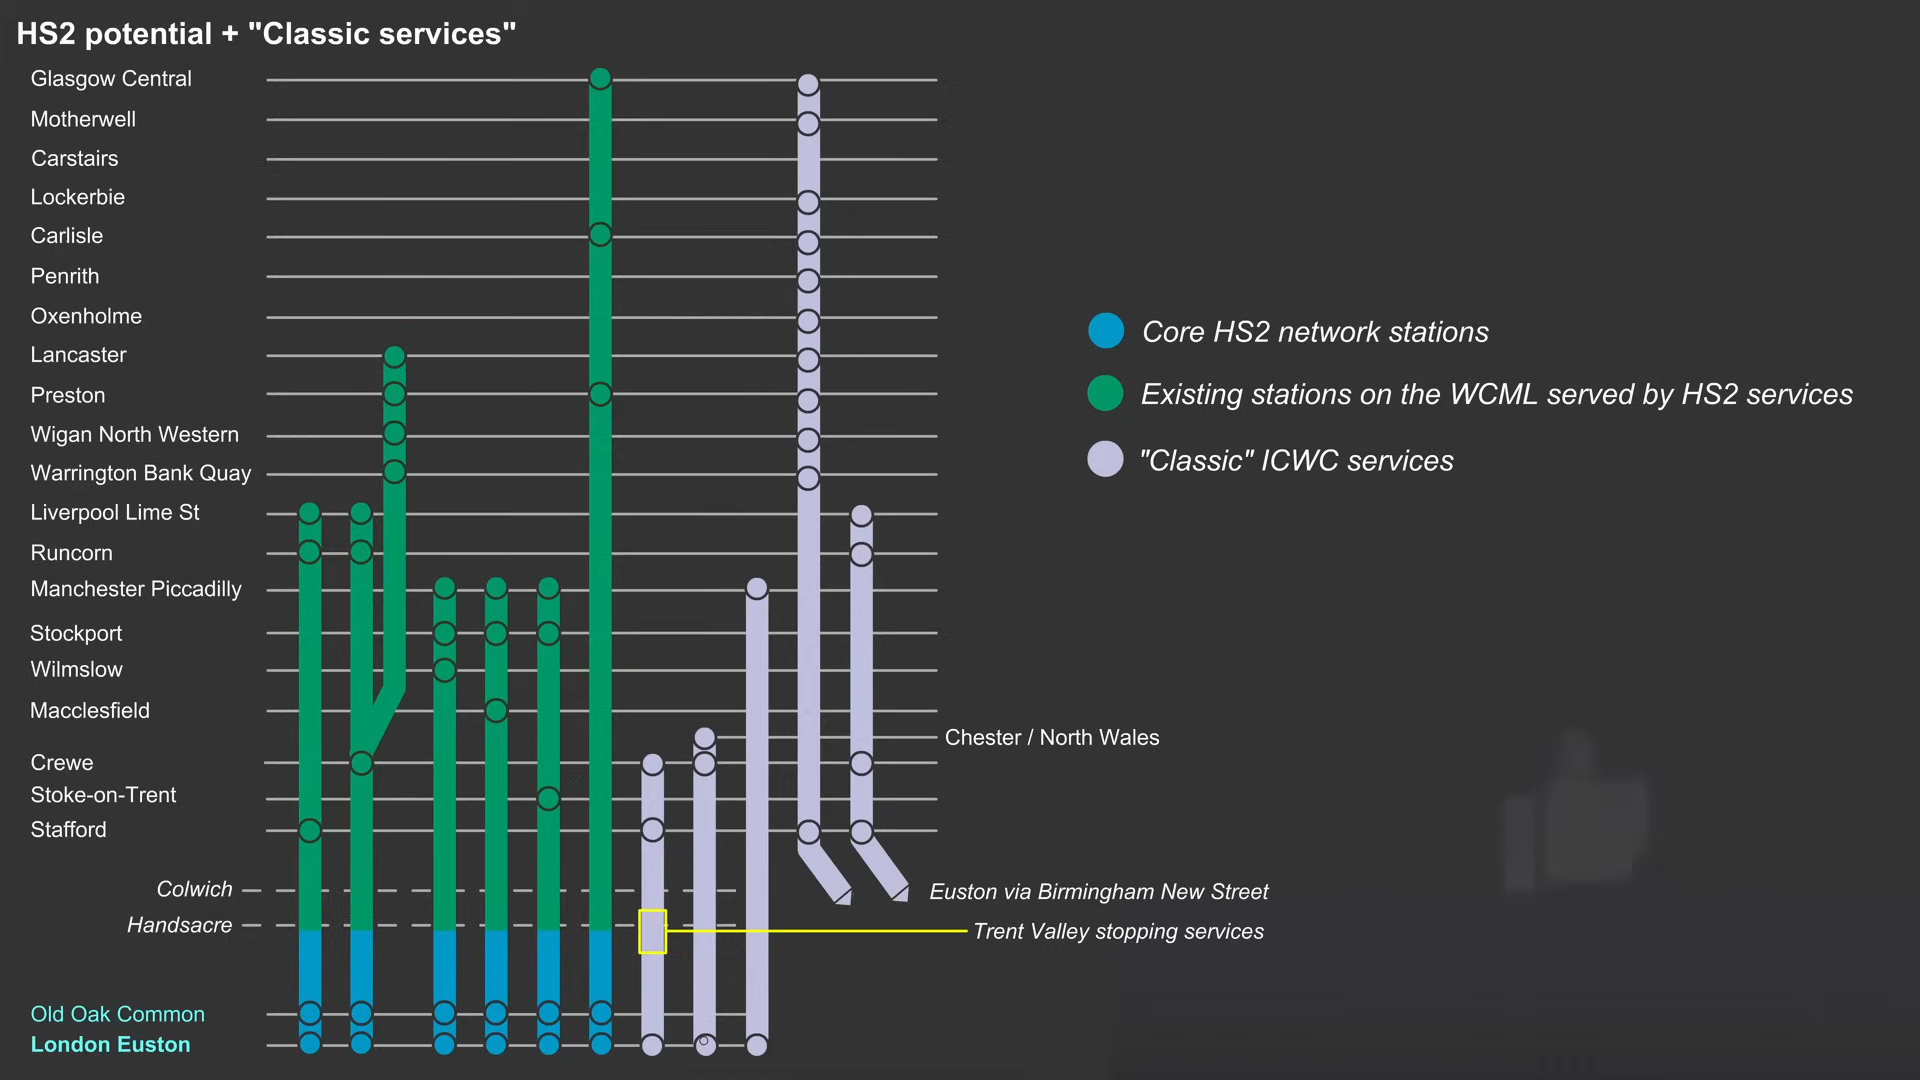 HS2 potential + "Classic services"
Glasgow Central
Motherwell
Carstairs
Lockerbie
Carlisle
Penrith
Oxenholme
Lancaster
Preston
Wigan North Western
Warrington Bank Quay
Liverpool Lime St
Runcorn
Manchester Piccadilly
Stockport
Wilmslow
Macclesfield
Crewe
Stoke-on-Trent
Stafford
Colwich
Handsacre
Old Oak Common
London Euston
Core HS2 network stations
Existing stations on the WCML served by HS2 services
"Classic" ICWC services
Chester / North Wales
Euston via Birmingham New Street
Trent Valley stopping services